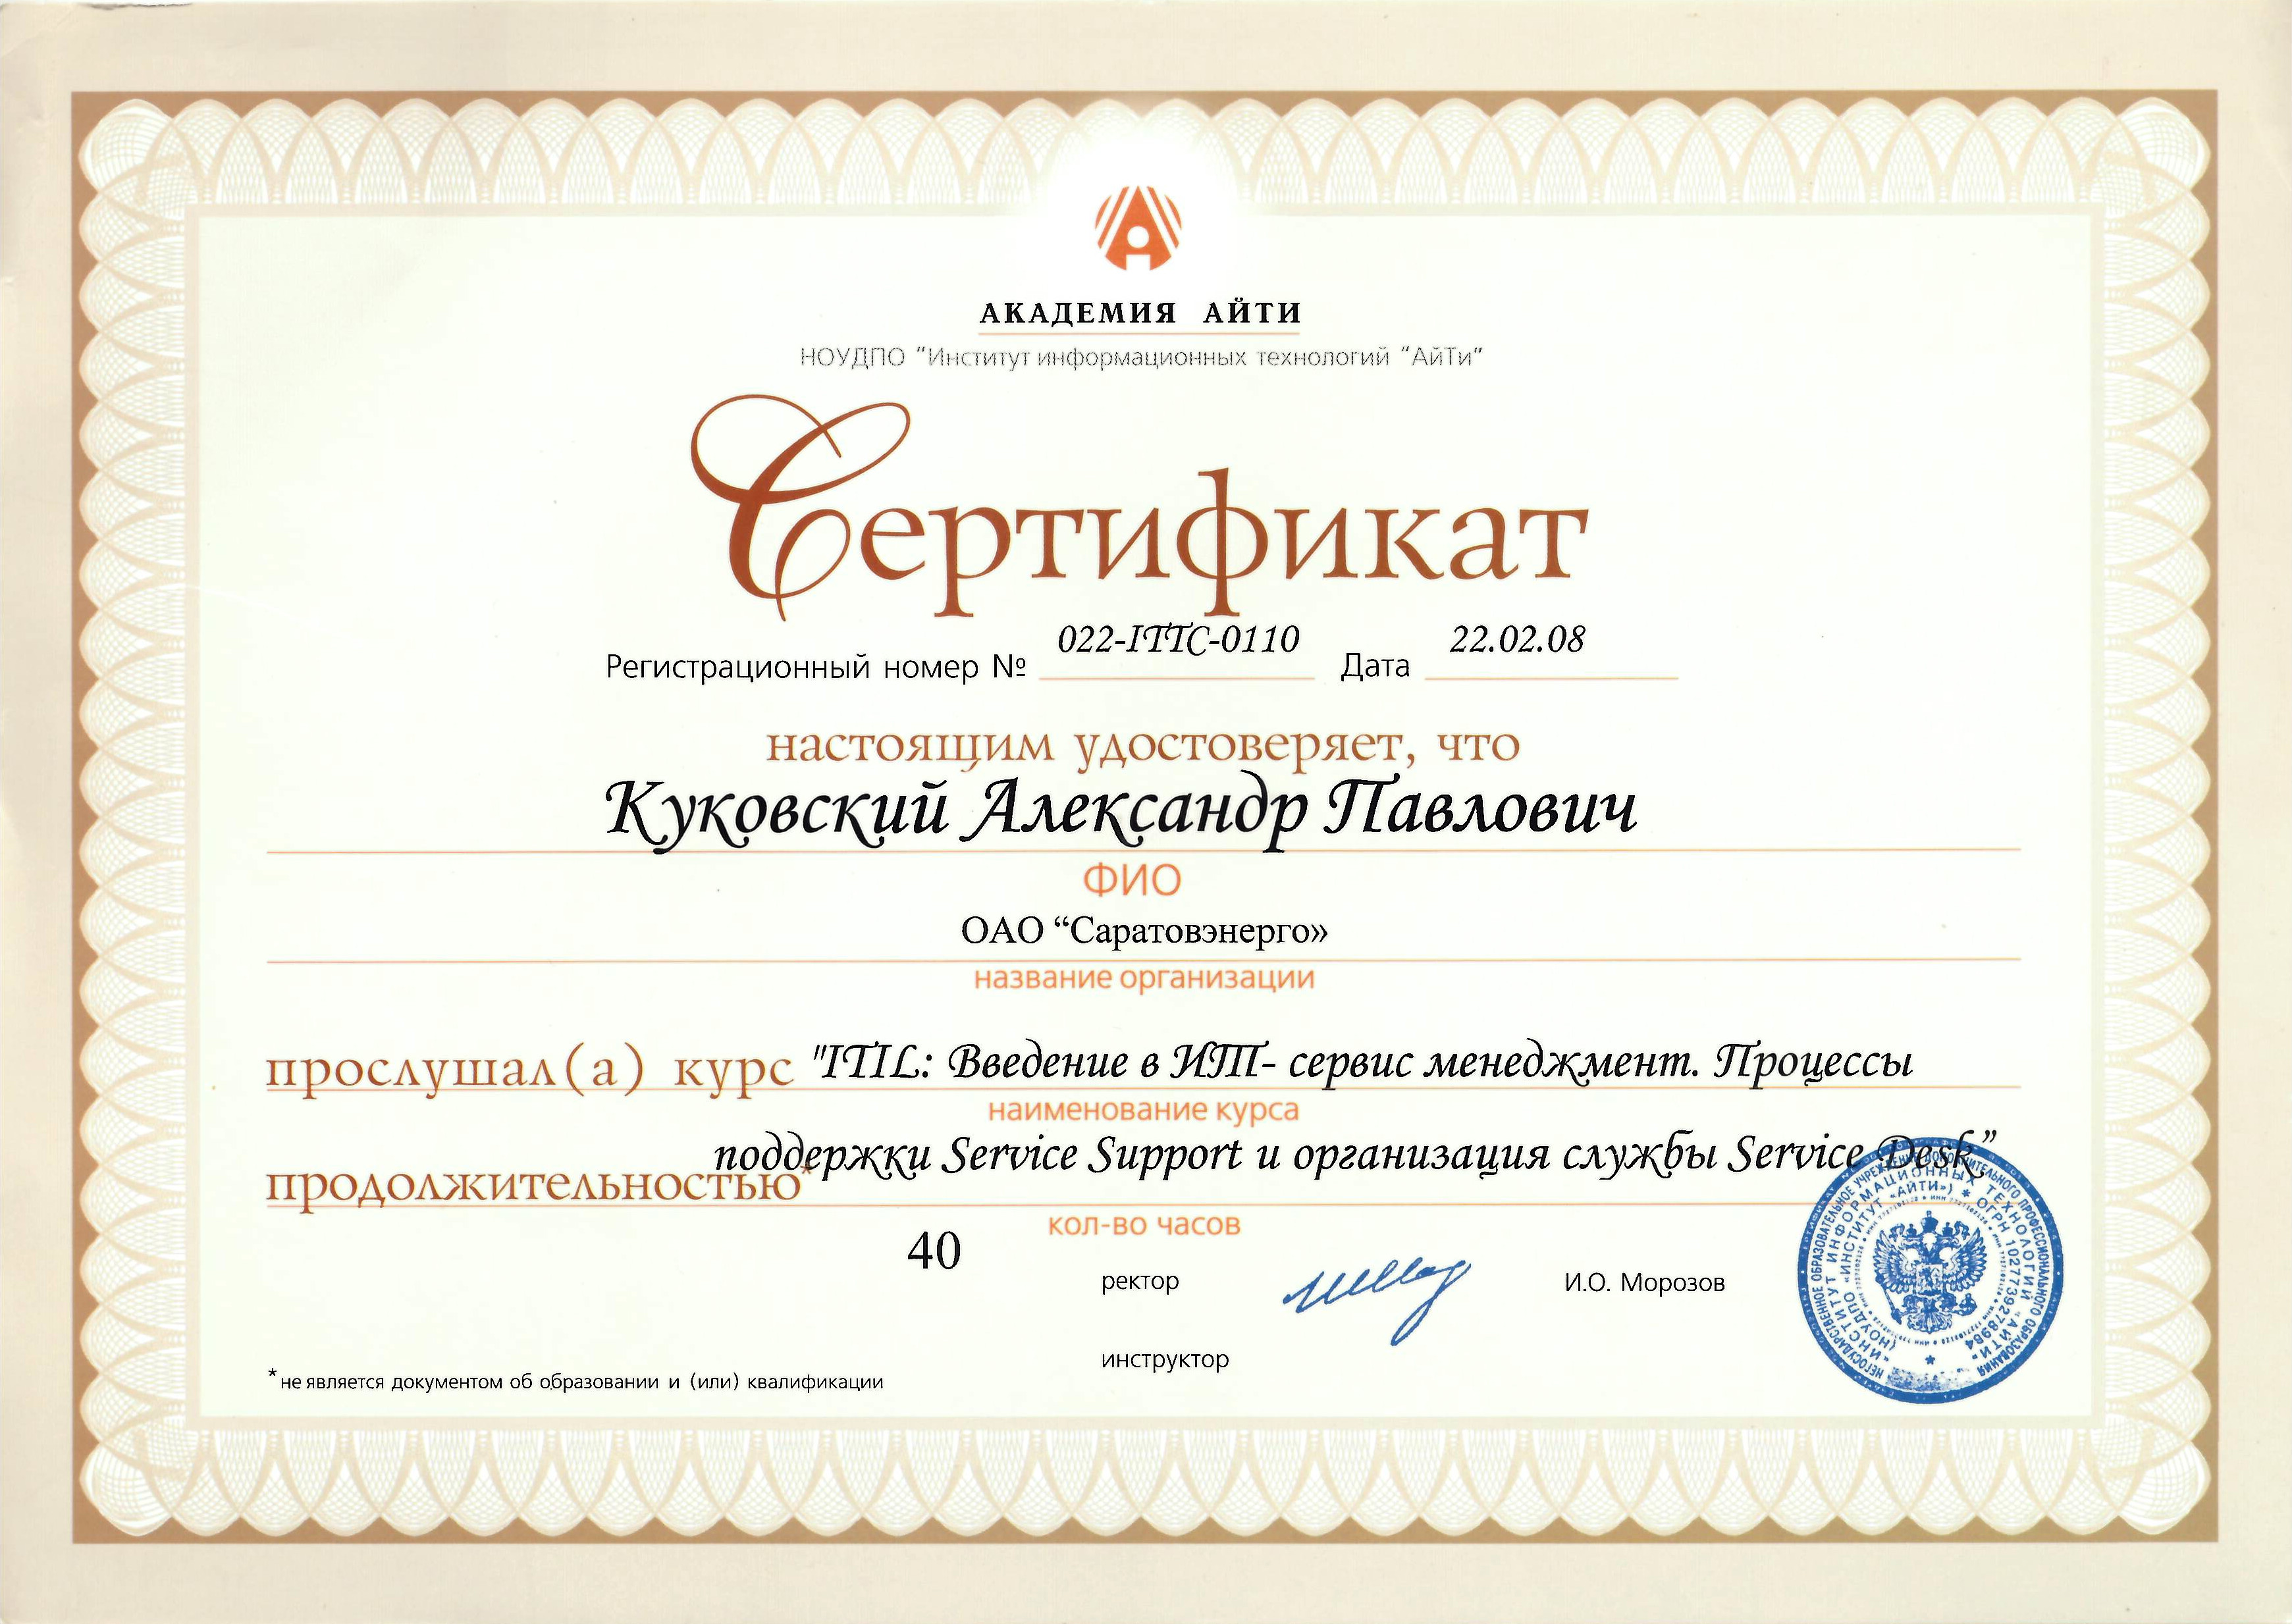 АКАДЕМИЯ АЙТИ
НОУДПО "Институт информационных технологий "АйТи"
Сертификат
Регистрационный номер № 022-ITTC-0110 Дата 22.02.08
настоящим удостоверяет, что
Куковский Александр Павлович
ФИО
ОАО “Саратовэнерго»
название организации
прослушал(а) курс "ITIL: Введение в ИТ- сервис менеджмент. Процессы
наименование курса
поддержки Service Support и организация службы Service Desk”
продолжительностью*
кол-во часов
40
ректор И.О. Морозов
инструктор
*не является документом об образовании и (или) квалификации
НЕГОСУДАРСТВЕННОЕ ОБРАЗОВАТЕЛЬНОЕ УЧРЕЖДЕНИЕ ДОПОЛНИТЕЛЬНОГО ПРОФЕССИОНАЛЬНОГО ОБРАЗОВАНИЯ
"ИНСТИТУТ ИНФОРМАЦИОННЫХ ТЕХНОЛОГИЙ "АЙТИ"
(НОУДПО «ИНСТИТУТ «АЙТИ») * ОГРН 1027739278984